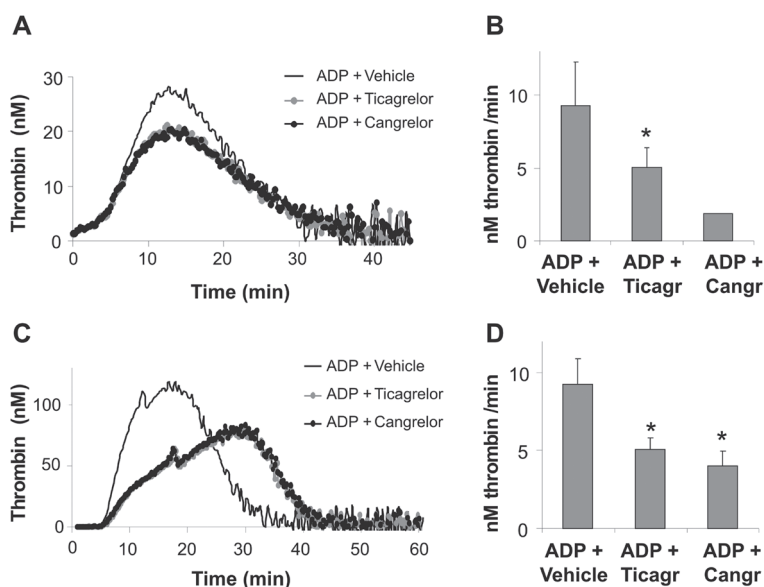 A
ADP + Vehicle
ADP + Ticagrelor
ADP + Cangrelor
Thrombin (nM)
30
20
10
0
0 10 20 30 40
Time (min)
B
nM thrombin /min
10
5
0
*
ADP + Vehicle
ADP + Ticagr
ADP + Cangr
C
ADP + Vehicle
ADP + Ticagrelor
ADP + Cangrelor
Thrombin (nM)
100
50
0
0 10 20 30 40 50 60
Time (min)
D
nM thrombin /min
10
5
0
* *
ADP + Vehicle
ADP + Ticagr
ADP + Cangr